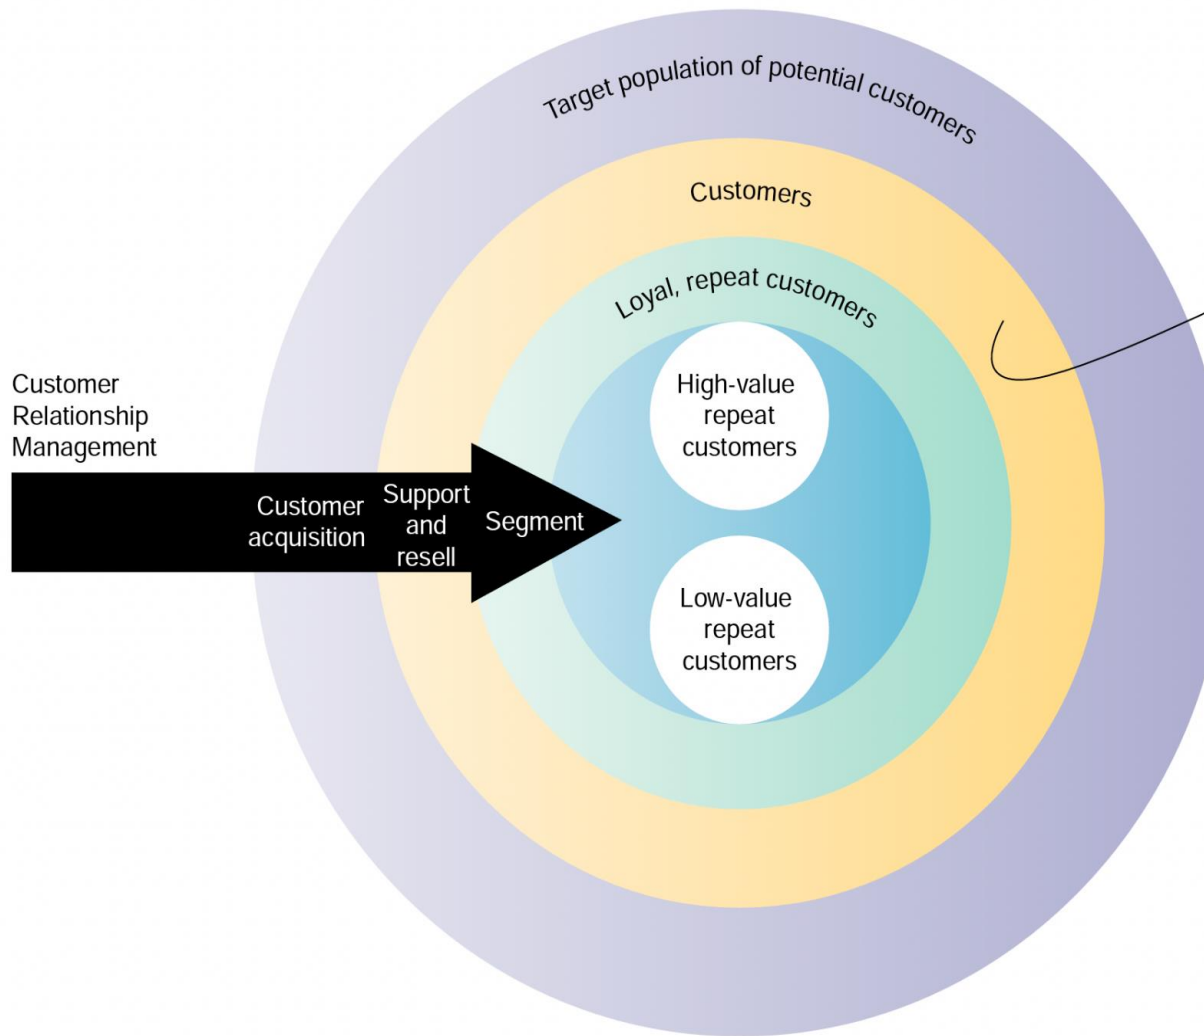 Target population of potential customers
Customers
Loyal, repeat customers
High-value
repeat
customers
Customer
Relationship
Management
Customer
acquisition
Support
and
resell
Segment
Low-value
repeat
customers